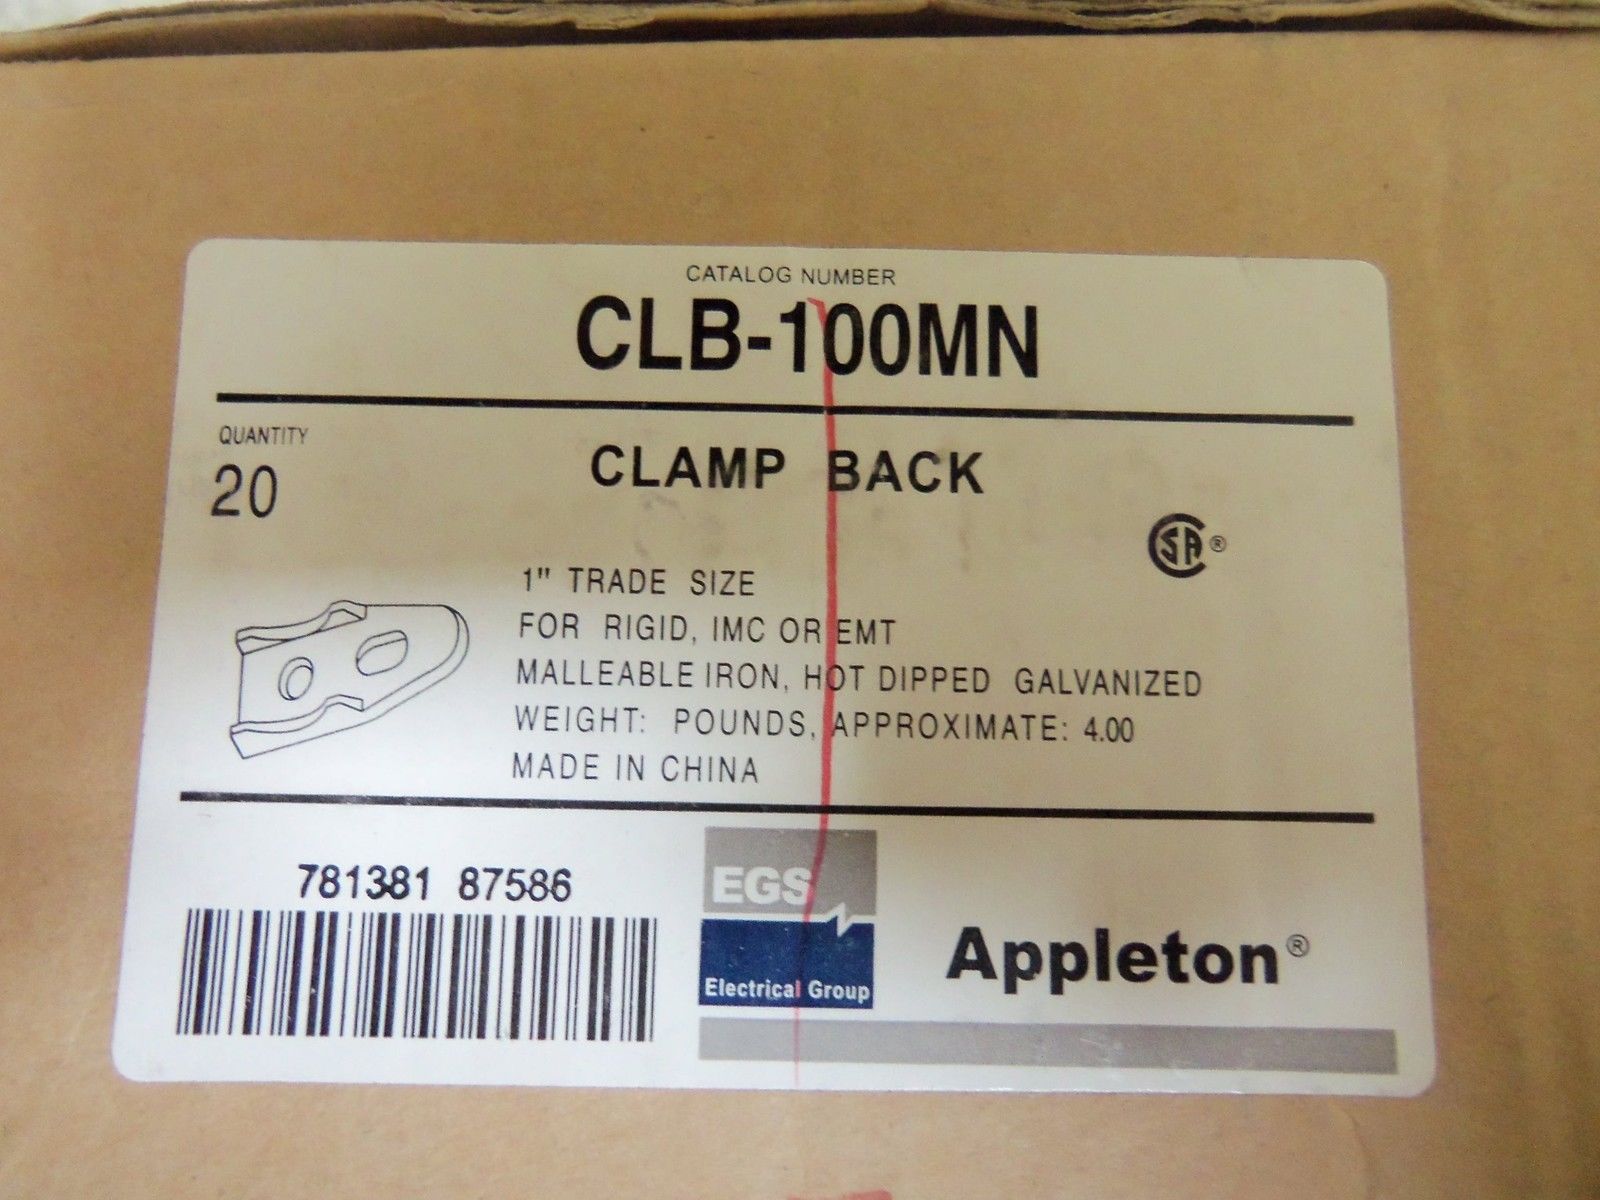 CATALOG NUMBER
CLB-100MN
QUANTITY
20
CLAMP BACK
SA®
1" TRADE SIZE
FOR RIGID, IMC OR EMT
MALLEABLE IRON, HOT DIPPED GALVANIZED
WEIGHT: POUNDS, APPROXIMATE: 4.00
MADE IN CHINA
781381 87586
EGS
Electrical Group
Appleton®